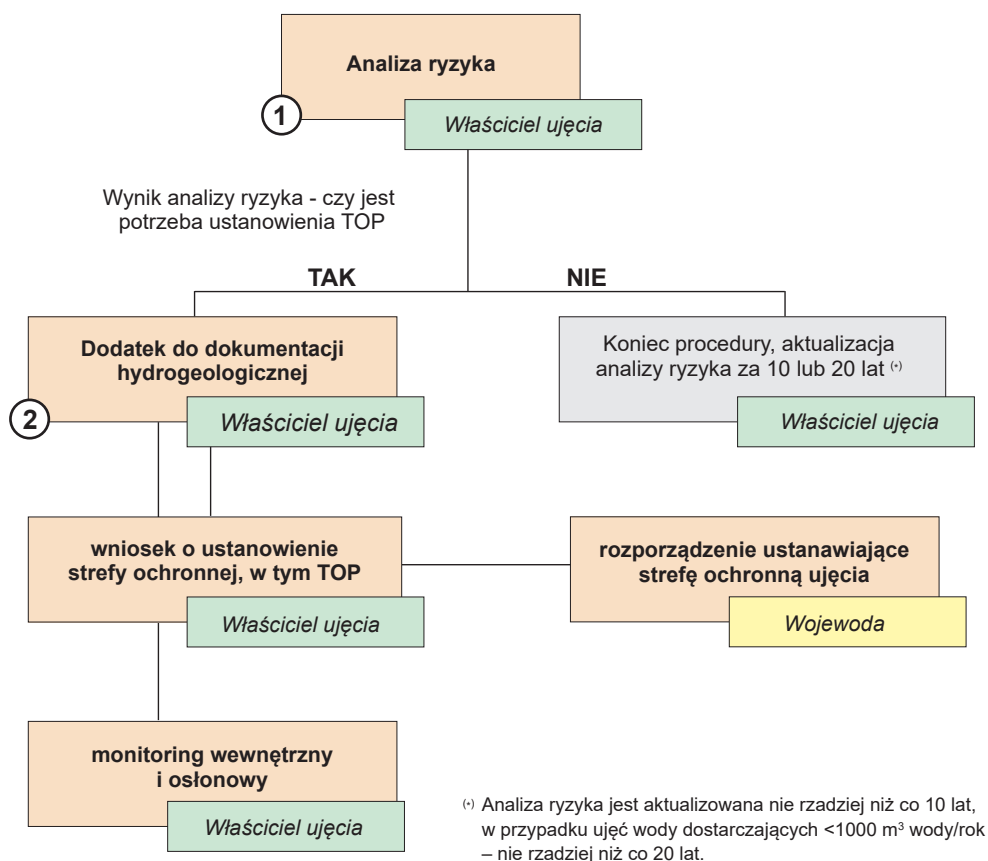 Analiza ryzyka
1
Właściciel ujęcia
Wynik analizy ryzyka - czy jest
potrzeba ustanowienia TOP
TAK
NIE
Dodatek do dokumentacji
hydrogeologicznej
2
Właściciel ujęcia
Koniec procedury, aktualizacja
analizy ryzyka za 10 lub 20 lat (*)
Właściciel ujęcia
wniosek o ustanowienie
strefy ochronnej, w tym TOP
Właściciel ujęcia
rozporządzenie ustanawiające
strefę ochronną ujęcia
Wojewoda
monitoring wewnętrzny
i osłonowy
Właściciel ujęcia
(*) Analiza ryzyka jest aktualizowana nie rzadziej niż co 10 lat,
w przypadku ujęć wody dostarczających <1000 m³ wody/rok
– nie rzadziej niż co 20 lat.